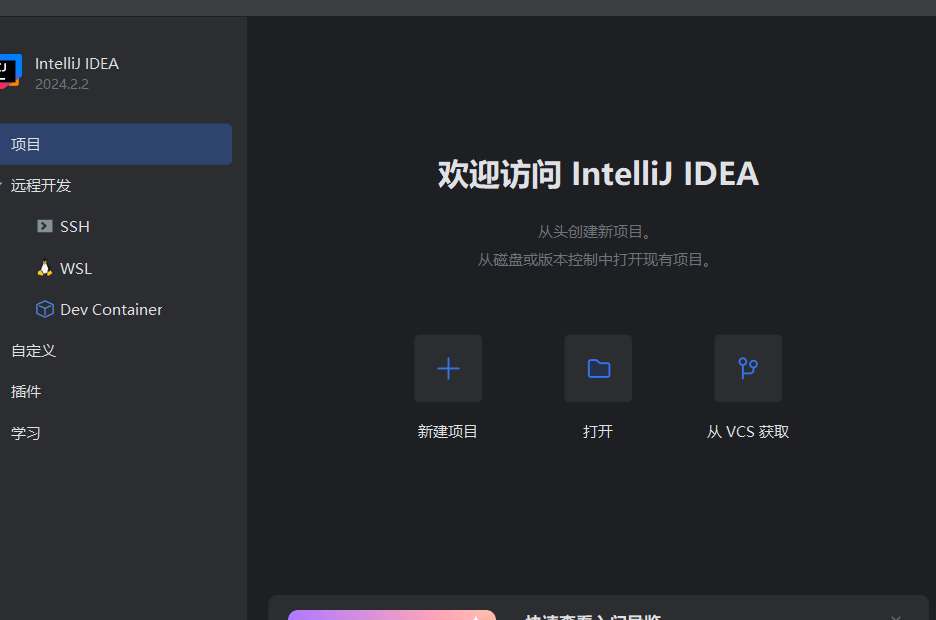 IntelliJ IDEA
2024.2.2
项目
远程开发
SSH
WSL
Dev Container
自定义
插件
学习
欢迎访问 IntelliJ IDEA
从头创建新项目。
从磁盘或版本控制中打开现有项目。
新建项目
打开
从 VCS 获取